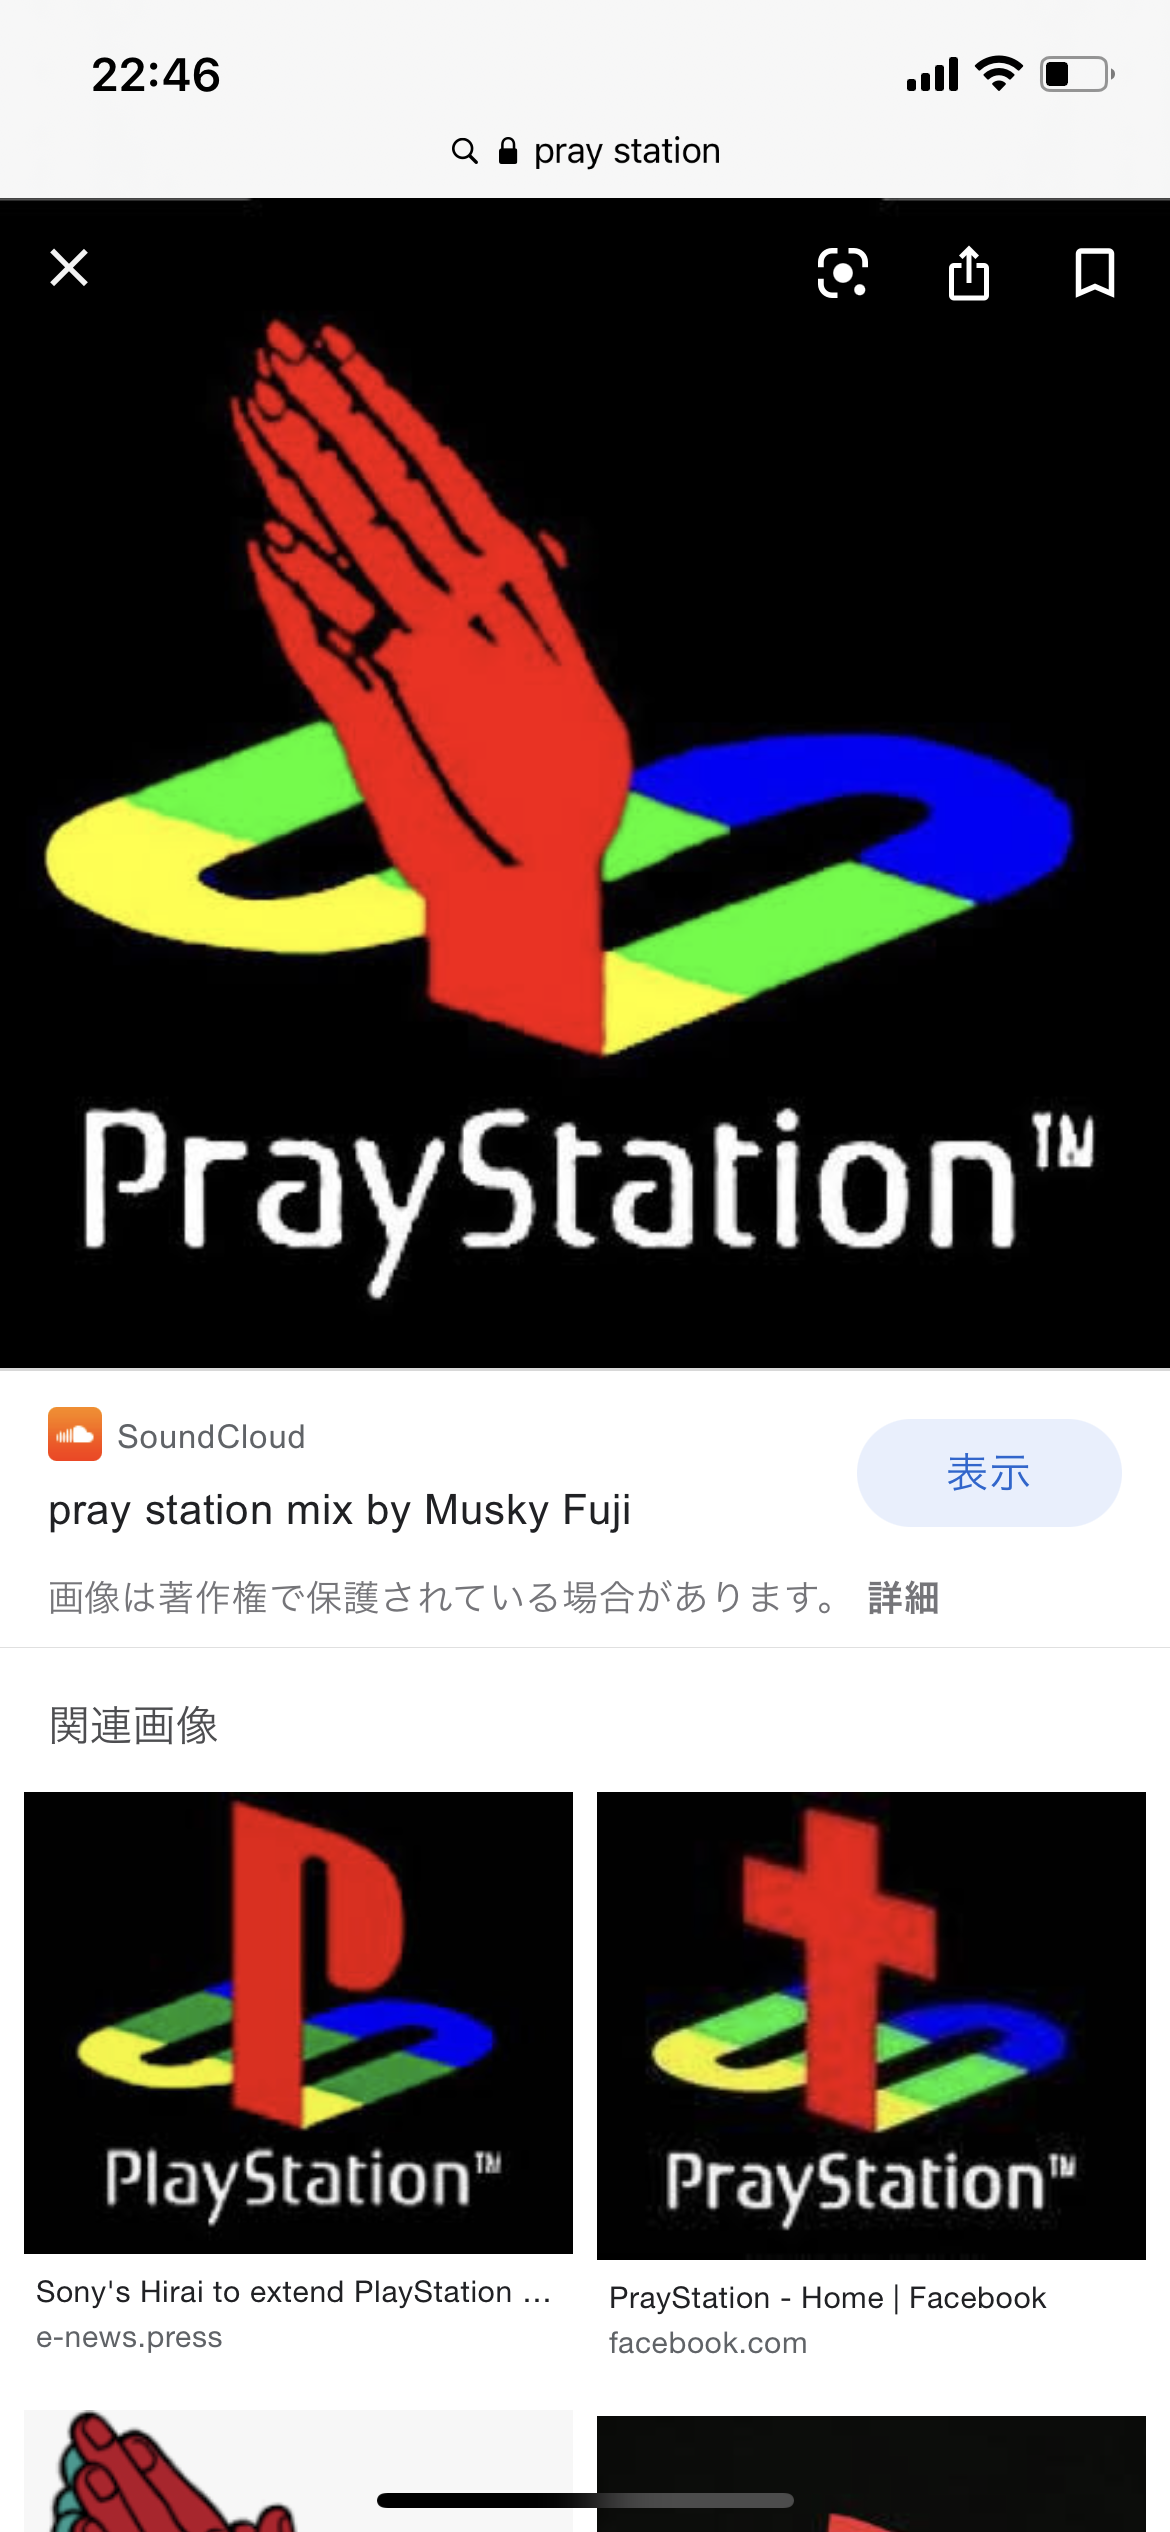 22:46
pray station
PrayStation™
SoundCloud
pray station mix by Musky Fuji
表示
画像は著作権で保護されている場合があります。 詳細
関連画像
PlayStation™
PrayStation™
Sony's Hirai to extend PlayStation ...
e-news.press
PrayStation - Home | Facebook
facebook.com